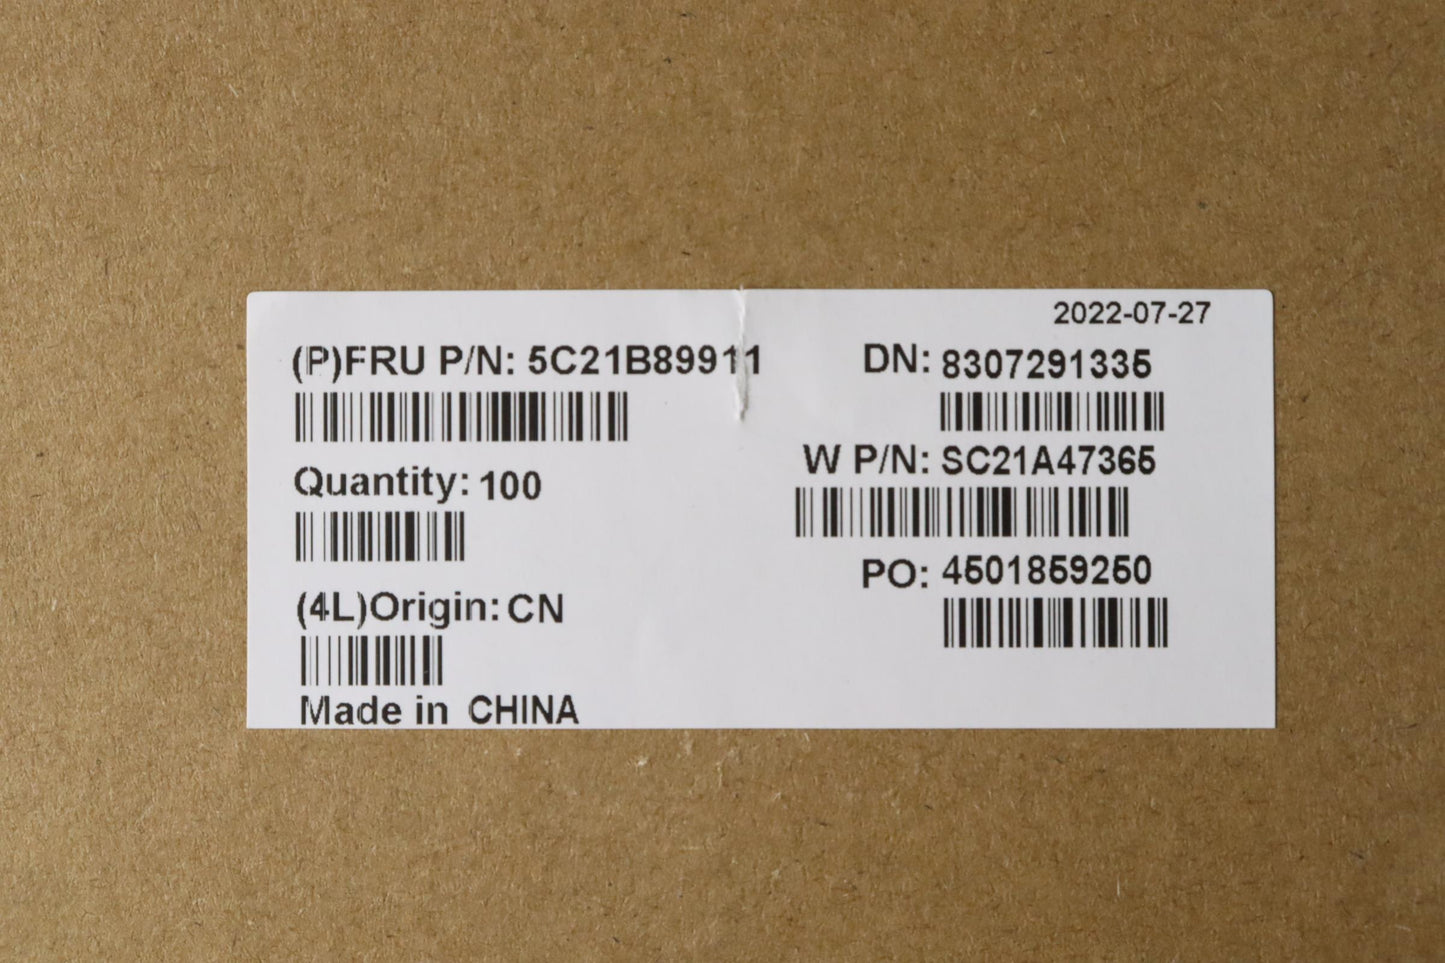 2022-07-27
(P)FRU P/N: 5C21B89911
DN: 8307291335
W P/N: SC21A47365
Quantity: 100
PO: 4501859250
(4L)Origin: CN
Made in CHINA